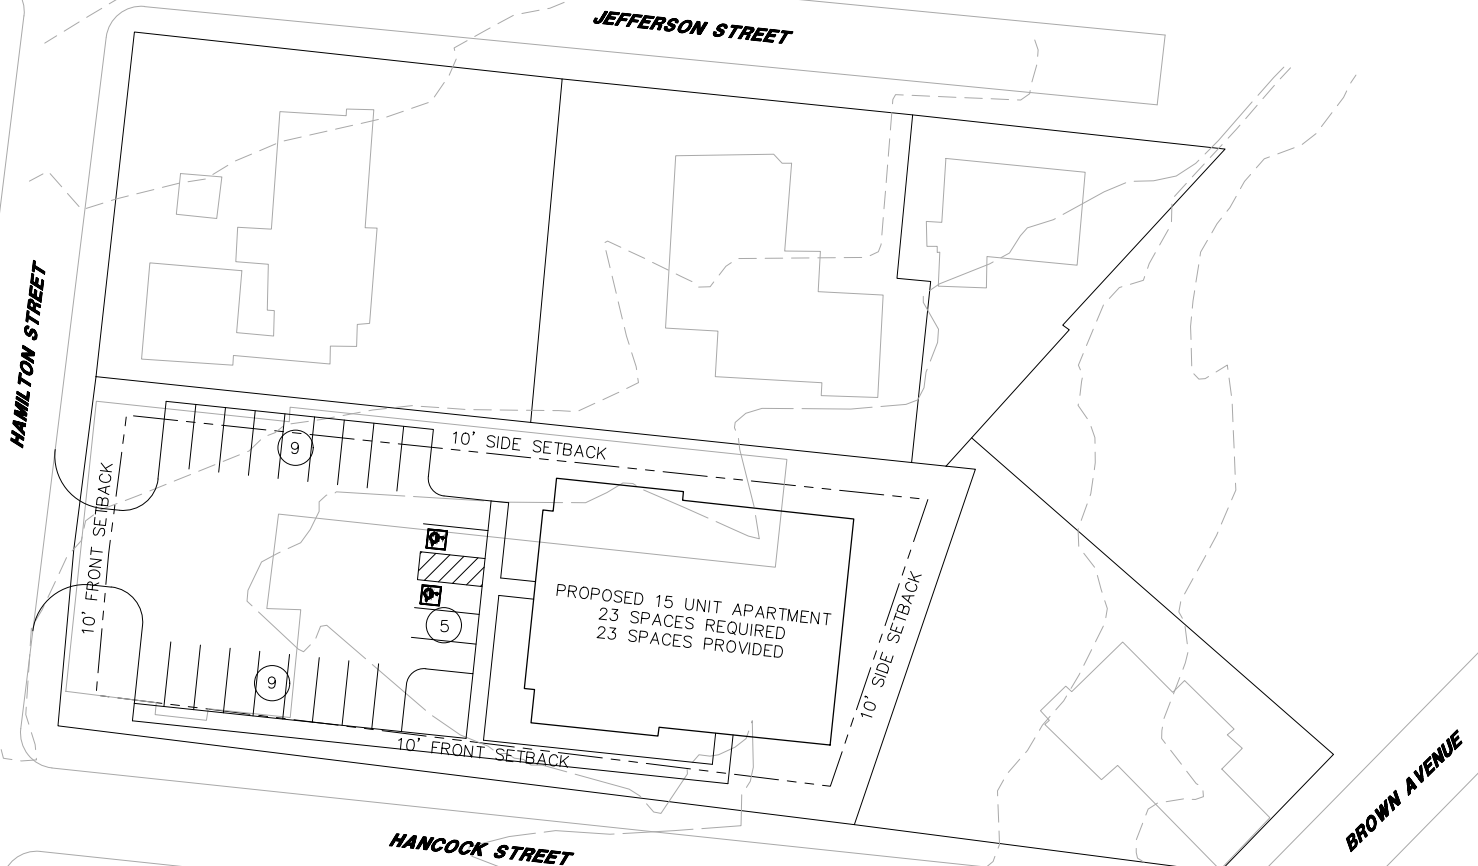 JEFFERSON STREET
HAMILTON STREET
10' SIDE SETBACK
9
10' FRONT SETBACK
PROPOSED 15 UNIT APARTMENT
23 SPACES REQUIRED
23 SPACES PROVIDED
5
10' SIDE SETBACK
9
10' FRONT SETBACK
BROWN AVENUE
HANCOCK STREET